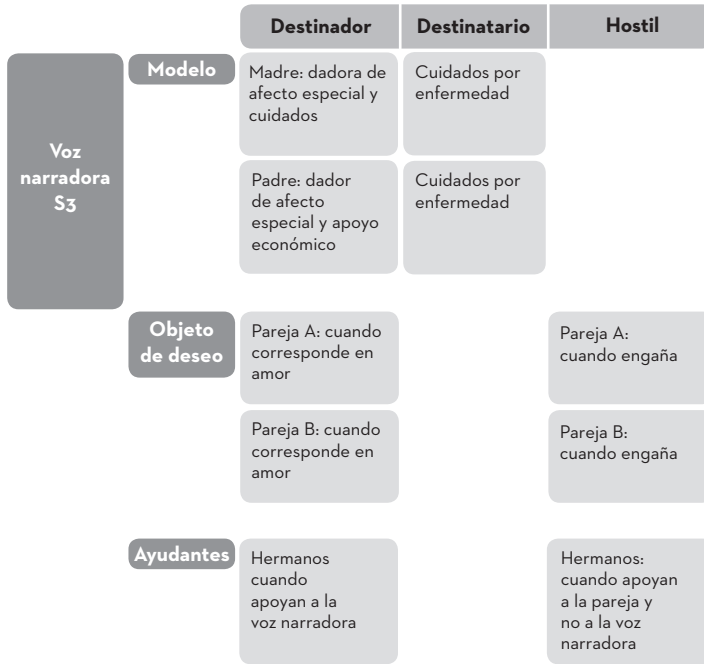 Destinador
Destinatario
Hostil
Voz
narradora
S3
Modelo
Madre: dadora de
afecto especial y
cuidados
Cuidados por
enfermedad
Padre: dador
de afecto
especial y apoyo
económico
Cuidados por
enfermedad
Objeto
de deseo
Pareja A: cuando
corresponde en
amor
Pareja A:
cuando engaña
Pareja B: cuando
corresponde en
amor
Pareja B:
cuando engaña
Ayudantes
Hermanos
cuando
apoyan a la
voz narradora
Hermanos:
cuando apoyan
a la pareja y
no a la voz
narradora